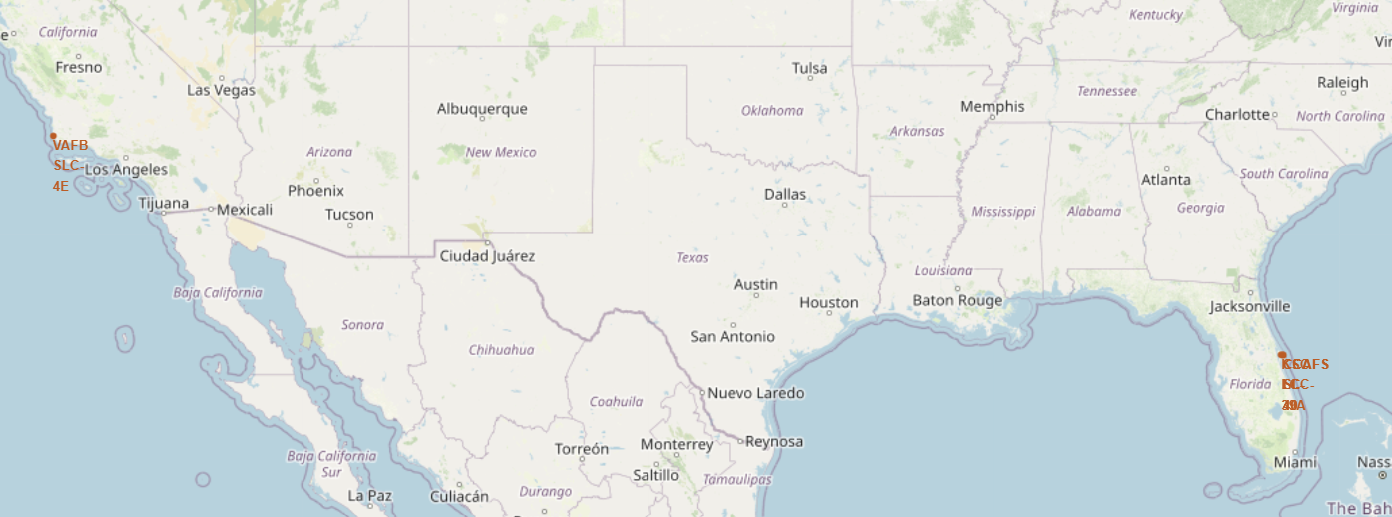 California
Fresno
Las Vegas
VAFB
SLC-
4E
Los Angeles
Tijuana
Mexicali
Arizona
Phoenix
Tucson
Albuquerque
New Mexico
Ciudad Juárez
Tulsa
Oklahoma
Dallas
Texas
Austin
Houston
San Antonio
Memphis
Arkansas
Louisiana
Baton Rouge
Mississippi
Alabama
Kentucky
Virginia
Tennessee
Raleigh
Charlotte
North Carolina
South Carolina
Atlanta
Georgia
Jacksonville
Florida
Miami
Baja California
Sonora
Chihuahua
Coahuila
Nuevo Laredo
Reynosa
Monterrey
Torreón
Saltillo
Tamaulipas
Durango
Baja California
Sur
La Paz
Culiacán
Nass
The Bah